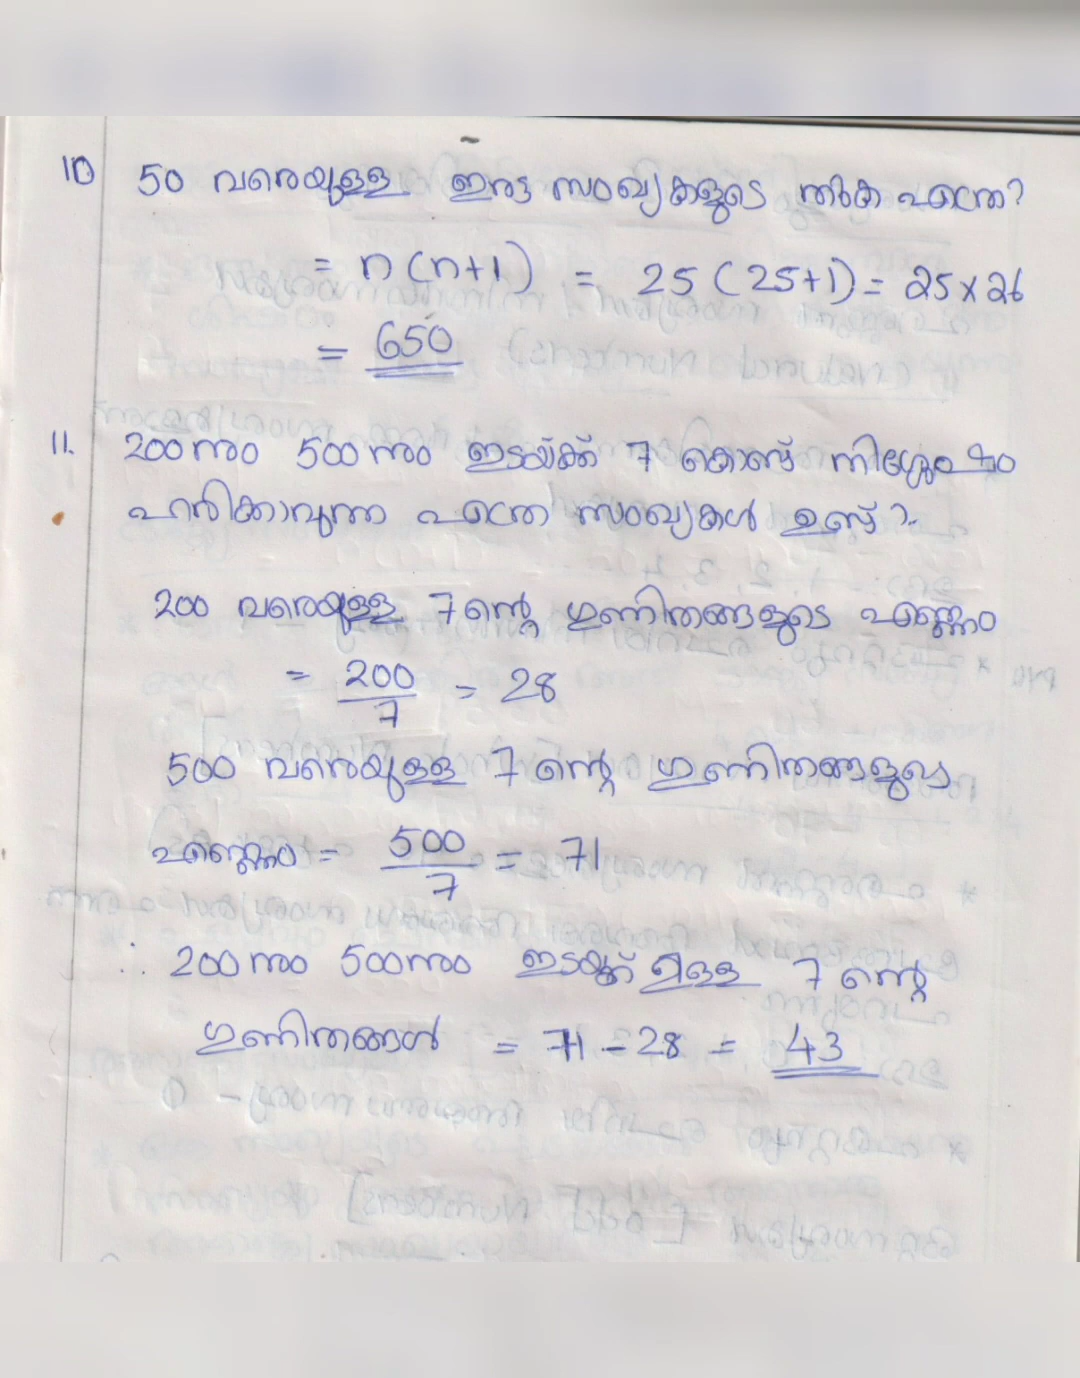 10 50 വരെയുള്ള ഇരട്ട സംഖ്യകളുടെ തുക എത്ര?
= n(n+1) = 25(25+1) = 25×26
= 650
11. 200നും 500നും ഇടയ്ക്ക് 7 കൊണ്ട് നിശ്ശേഷം
ഹരിക്കാവുന്ന എത്ര സംഖ്യകൾ ഉണ്ട്?
200 വരെയുള്ള 7ന്റെ ഗുണിതങ്ങളുടെ എണ്ണം
= 200/7 = 28
500 വരെയുള്ള 7ന്റെ ഗുണിതങ്ങളുടെ
എണ്ണം = 500/7 = 71
∴ 200നും 500നും ഇടയ്ക്ക് ഉള്ള 7ന്റെ
ഗുണിതങ്ങൾ = 71 – 28 = 43